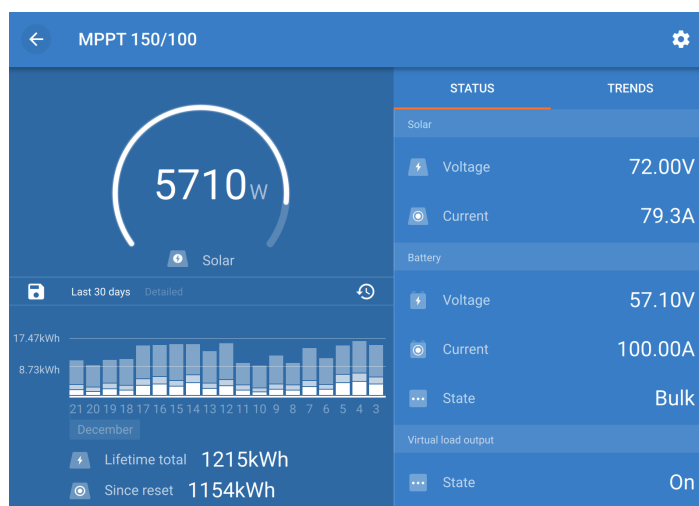 MPPT 150/100
5710W
Solar
Last 30 days Detailed
17.47kWh
8.73kWh
21 20 19 18 17 16 15 14 13 12 11 10 9 8 7 6 5 4 3
December
Lifetime total 1215kWh
Since reset 1154kWh
STATUS TRENDS
Solar
Voltage 72.00V
Current 79.3A
Battery
Voltage 57.10V
Current 100.00A
State Bulk
Virtual load output
State On